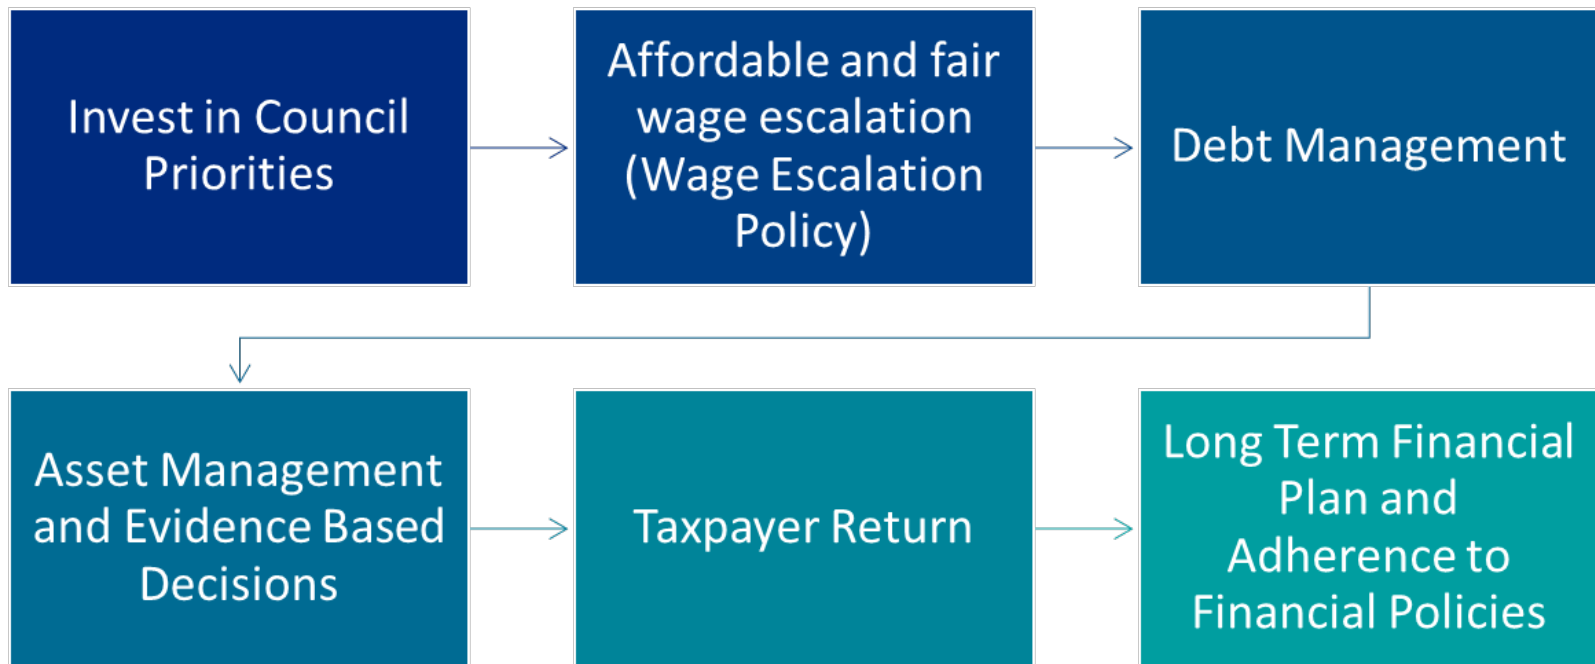 Invest in Council
Priorities
Affordable and fair
wage escalation
(Wage Escalation
Policy)
Debt Management
Asset Management
and Evidence Based
Decisions
Taxpayer Return
Long Term Financial
Plan and
Adherence to
Financial Policies